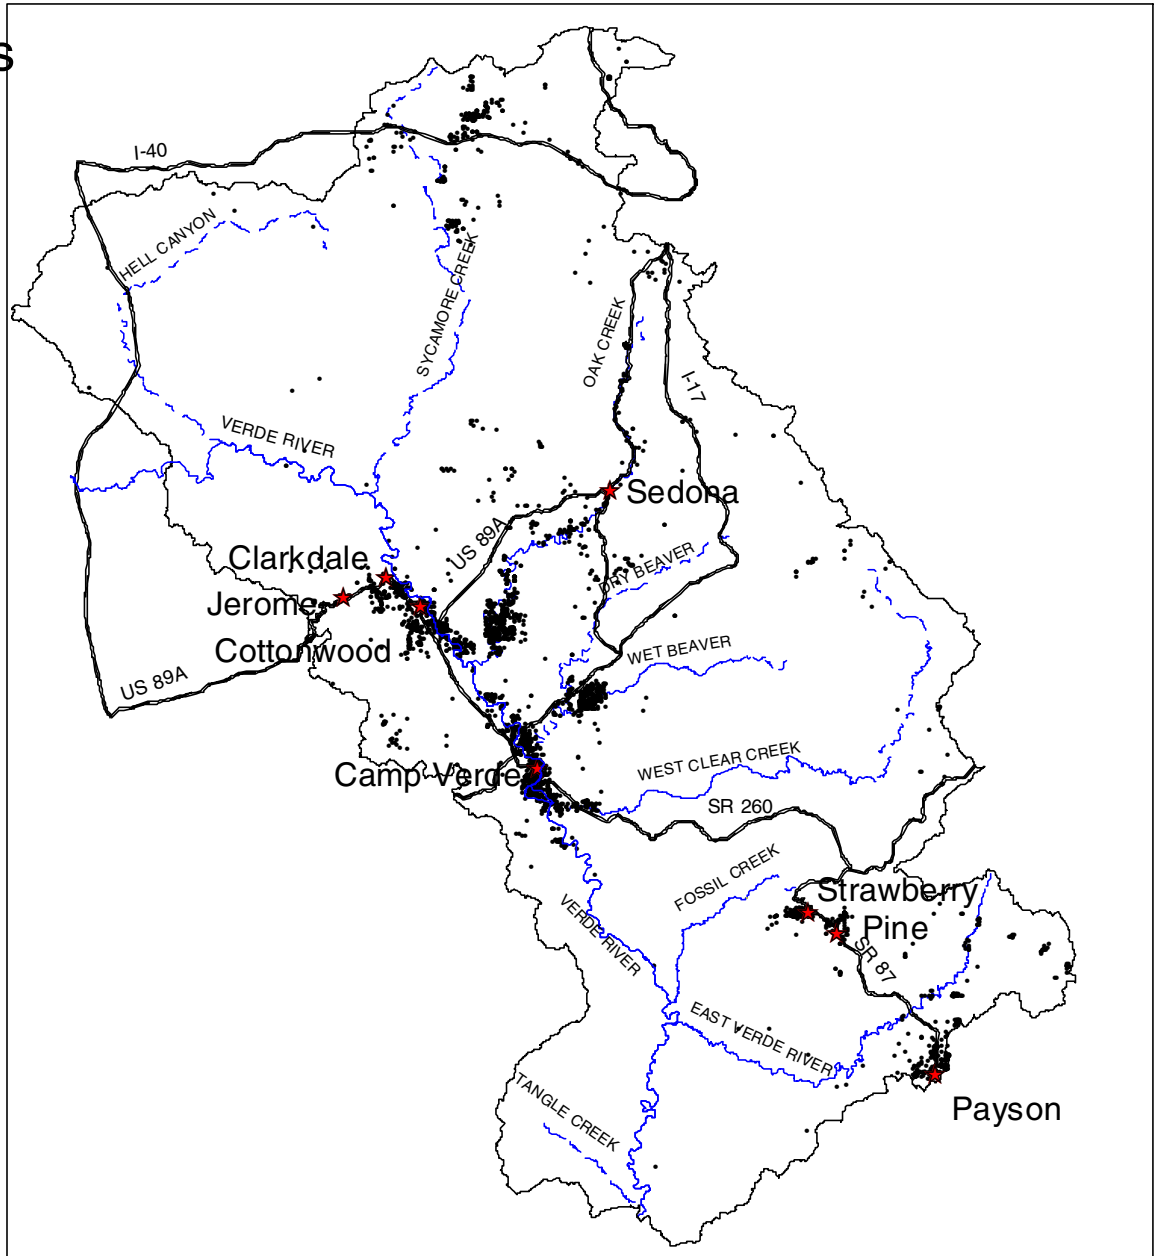 s
I-40
HELL CANYON
SYCAMORE CREEK
OAK CREEK
I-17
VERDE RIVER
Sedona
US 89A
Clarkdale
DRY BEAVER
Jerome
Cottonwood
WET BEAVER
US 89A
WEST CLEAR CREEK
Camp Verde
SR 260
FOSSIL CREEK
Strawberry
Pine
VERDE RIVER
SR 87
EAST VERDE RIVER
TANGLE CREEK
Payson